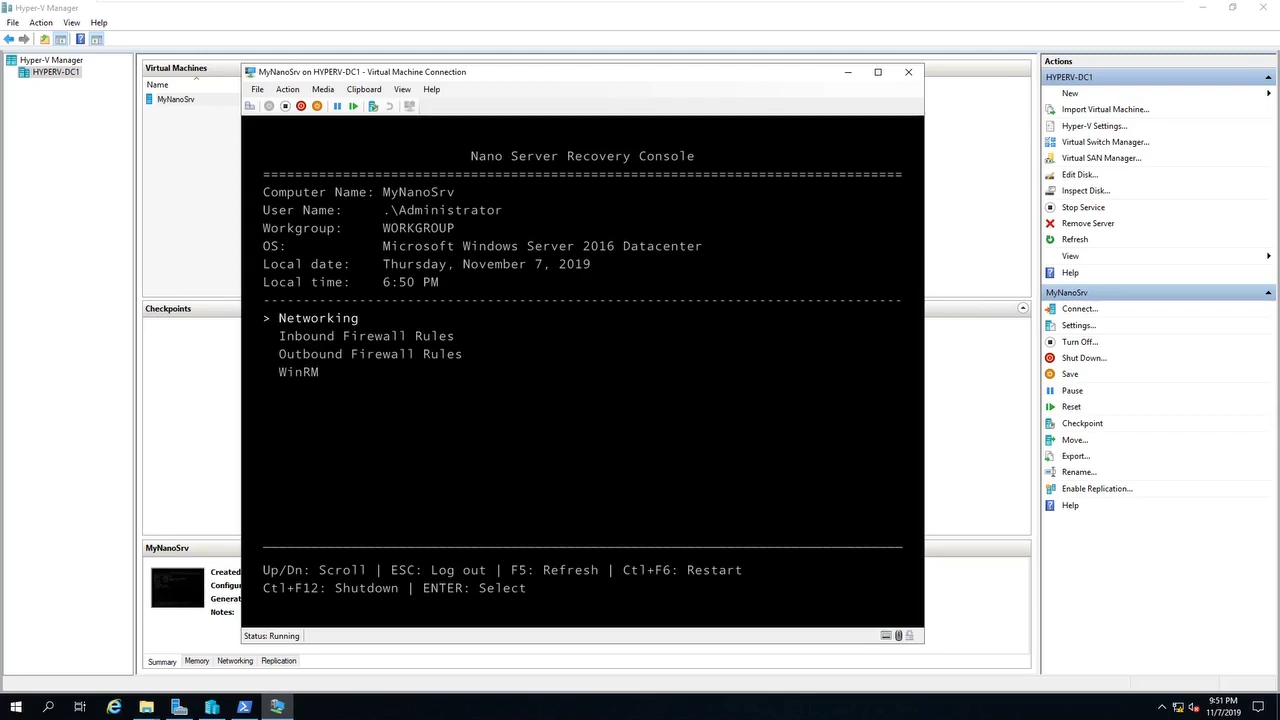 Hyper-V Manager
File Action View Help
Hyper-V Manager
HYPERV-DC1
Virtual Machines
Name
MyNanoSrv
Checkpoints
MyNanoSrv
Created
Configur
Generat
Notes:
Summary Memory Networking Replication
MyNanoSrv on HYPERV-DC1 - Virtual Machine Connection
File Action Media Clipboard View Help
Nano Server Recovery Console
================================================================================
Computer Name: MyNanoSrv
User Name: .\Administrator
Workgroup: WORKGROUP
OS: Microsoft Windows Server 2016 Datacenter
Local date: Thursday, November 7, 2019
Local time: 6:50 PM
--------------------------------------------------------------------------------
> Networking
Inbound Firewall Rules
Outbound Firewall Rules
WinRM
Up/Dn: Scroll | ESC: Log out | F5: Refresh | Ctl+F6: Restart
Ctl+F12: Shutdown | ENTER: Select
Status: Running
Actions
HYPERV-DC1
New
Import Virtual Machine...
Hyper-V Settings...
Virtual Switch Manager...
Virtual SAN Manager...
Edit Disk...
Inspect Disk...
Stop Service
Remove Server
Refresh
View
Help
MyNanoSrv
Connect...
Settings...
Turn Off...
Shut Down...
Save
Pause
Reset
Checkpoint
Move...
Export...
Rename...
Enable Replication...
Help
9:51 PM
11/7/2019